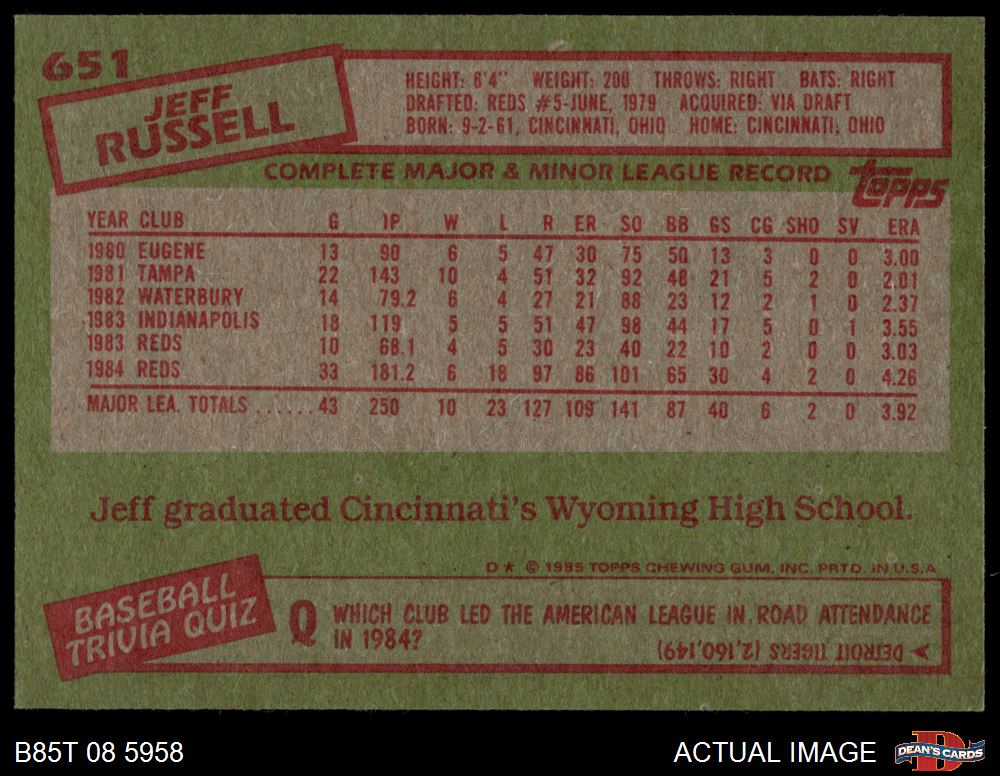 651
JEFF
RUSSELL
HEIGHT: 6'4" WEIGHT: 200 THROWS: RIGHT BATS: RIGHT
DRAFTED: REDS #5-JUNE, 1979 ACQUIRED: VIA DRAFT
BORN: 9-2-61, CINCINNATI, OHIO HOME: CINCINNATI, OHIO
COMPLETE MAJOR & MINOR LEAGUE RECORD
topps
YEAR CLUB G IP W L R ER SO BB GS CG SHO SV ERA
1980 EUGENE 13 90 6 5 47 30 75 50 13 3 0 0 3.00
1981 TAMPA 22 143 10 4 51 32 92 48 21 5 2 0 2.01
1982 WATERBURY 14 79.2 6 4 27 21 88 23 12 2 1 0 2.37
1983 INDIANAPOLIS 18 119 5 5 51 47 98 44 17 5 0 1 3.55
1983 REDS 10 68.1 4 5 30 23 40 22 10 2 0 0 3.03
1984 REDS 33 181.2 6 18 97 86 101 65 30 4 2 0 4.26
MAJOR LEA. TOTALS ...... 43 250 10 23 127 109 141 87 40 6 2 0 3.92
Jeff graduated Cincinnati's Wyoming High School.
D★ © 1985 TOPPS CHEWING GUM, INC. PRTD. IN U.S.A.
BASEBALL
TRIVIA QUIZ
Q WHICH CLUB LED THE AMERICAN LEAGUE IN ROAD ATTENDANCE
IN 1984?
➤ DETROIT TIGERS (2,160,149)
B85T 08 5958
ACTUAL IMAGE
D
DEAN'S CARDS